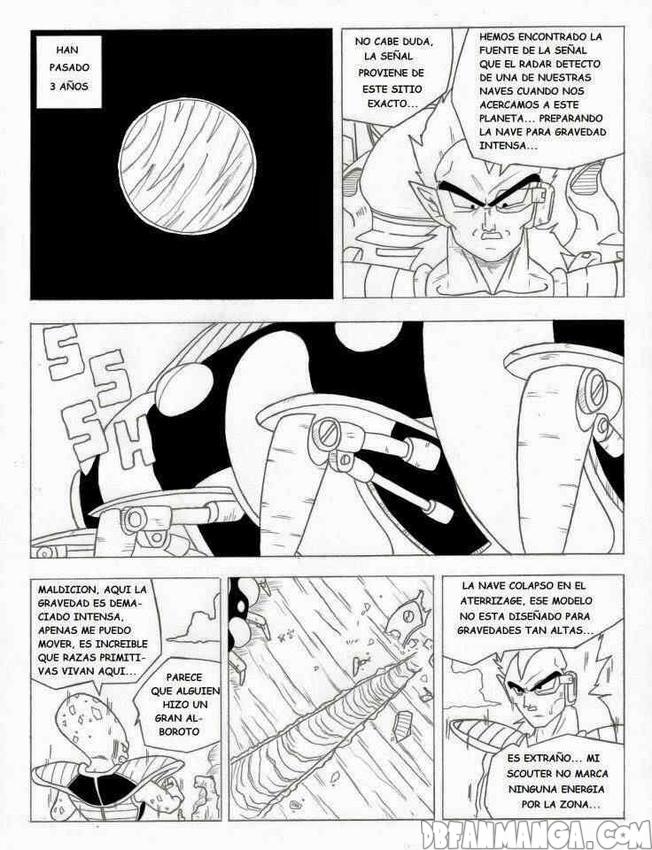 HAN
PASADO
3 AÑOS
NO CABE DUDA,
LA SEÑAL
PROVIENE DE
ESTE SITIO
EXACTO...
HEMOS ENCONTRADO LA
FUENTE DE LA SEÑAL
QUE EL RADAR DETECTO
DE UNA DE NUESTRAS
NAVES CUANDO NOS
ACERCAMOS A ESTE
PLANETA... PREPARANDO
LA NAVE PARA GRAVEDAD
INTENSA...
SSSSH
MALDICION, AQUI LA
GRAVEDAD ES DEMA-
CIADO INTENSA,
APENAS ME PUEDO
MOVER, ES INCREIBLE
QUE RAZAS PRIMITI-
VAS VIVAN AQUI...
PARECE
QUE ALGUIEN
HIZO UN
GRAN AL-
BOROTO
LA NAVE COLAPSO EN EL
ATERRIZAGE, ESE MODELO
NO ESTA DISEÑADO PARA
GRAVEDADES TAN ALTAS...
ES EXTRAÑO... MI
SCOUTER NO MARCA
NINGUNA ENERGIA
POR LA ZONA...
DBFANMANGA.COM